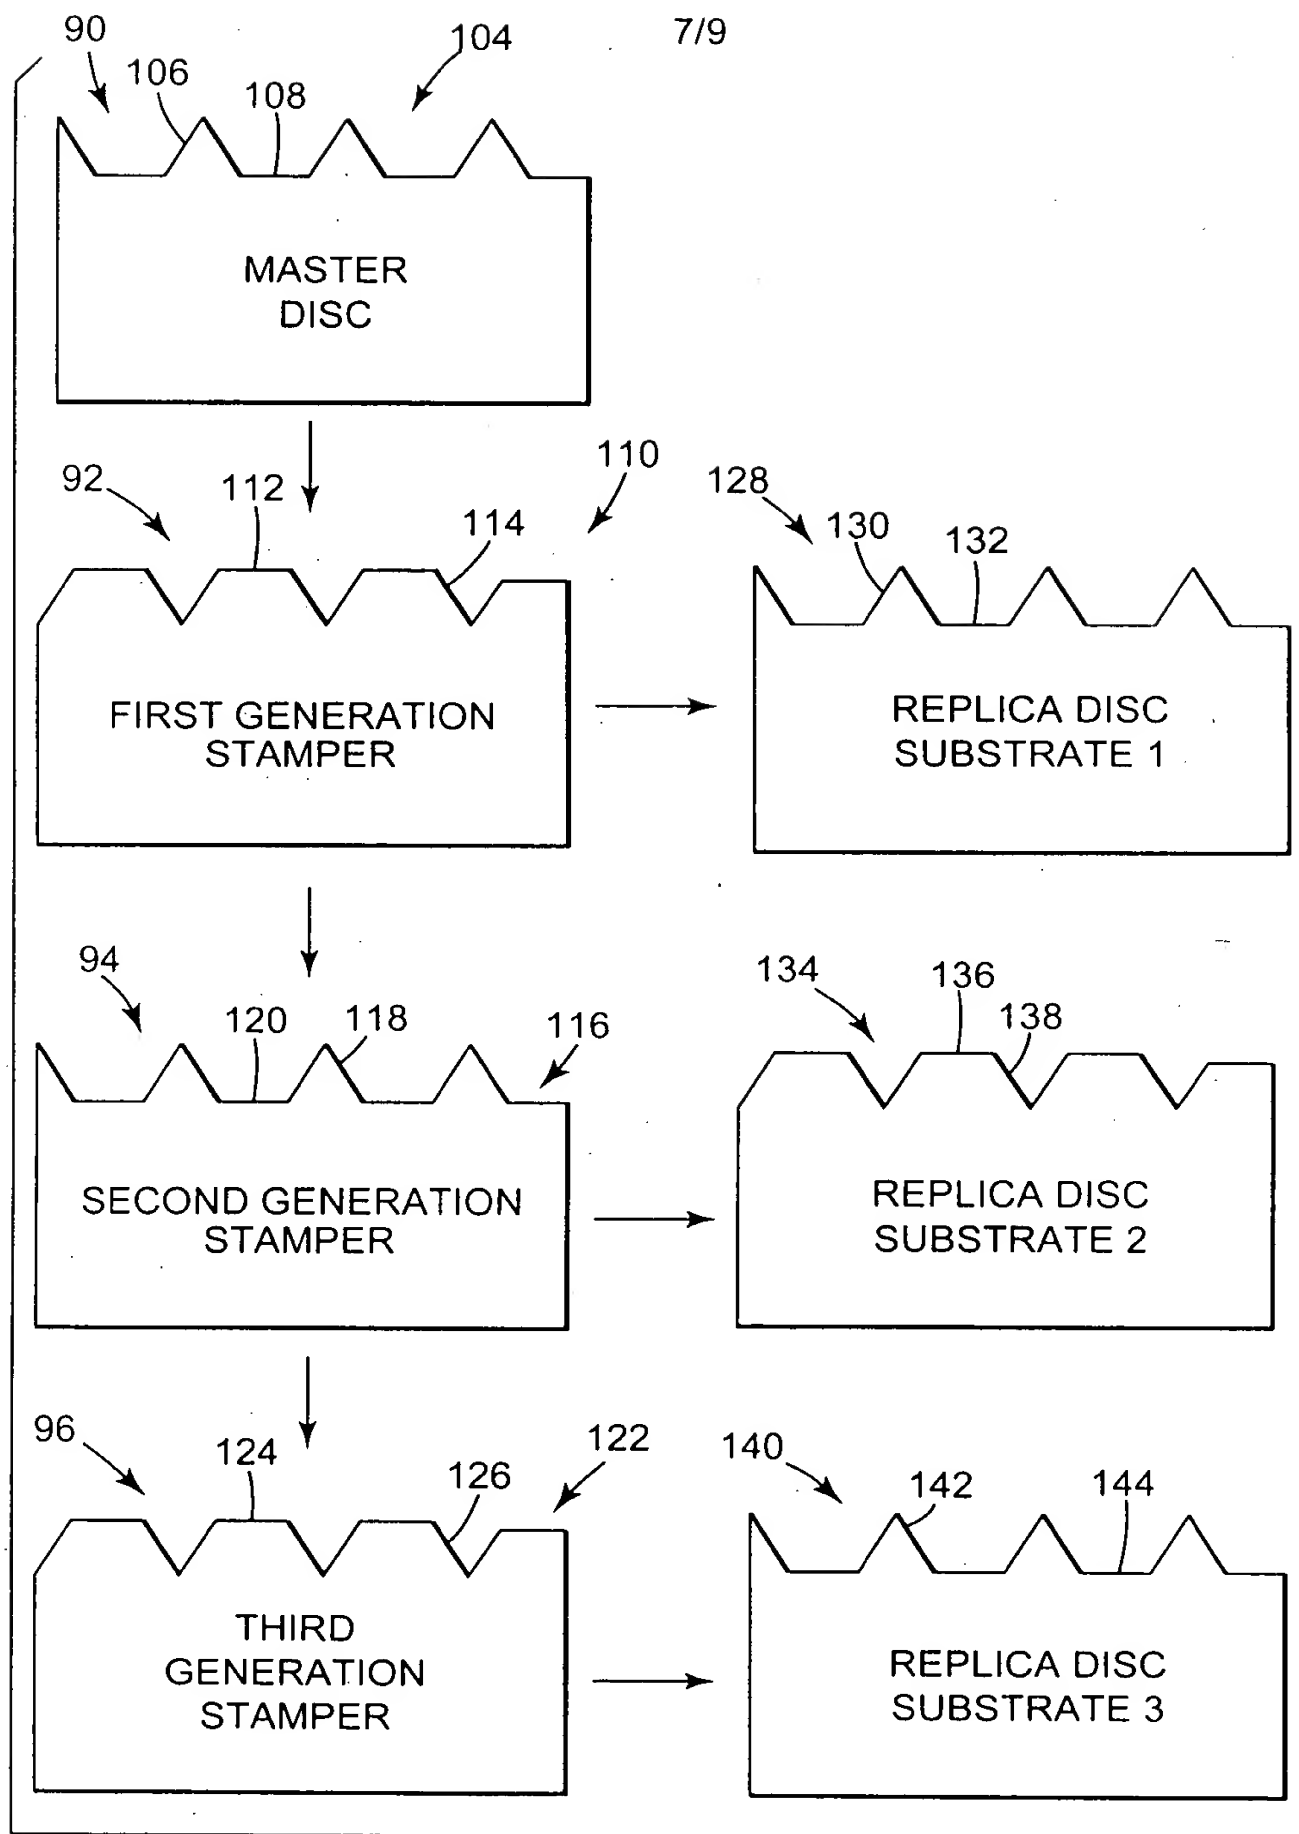 7/9
90
104
106
108
MASTER
DISC
92
112
110
114
FIRST GENERATION
STAMPER
128
130
132
REPLICA DISC
SUBSTRATE 1
94
120
118
116
SECOND GENERATION
STAMPER
134
136
138
REPLICA DISC
SUBSTRATE 2
96
124
126
122
THIRD
GENERATION
STAMPER
140
142
144
REPLICA DISC
SUBSTRATE 3